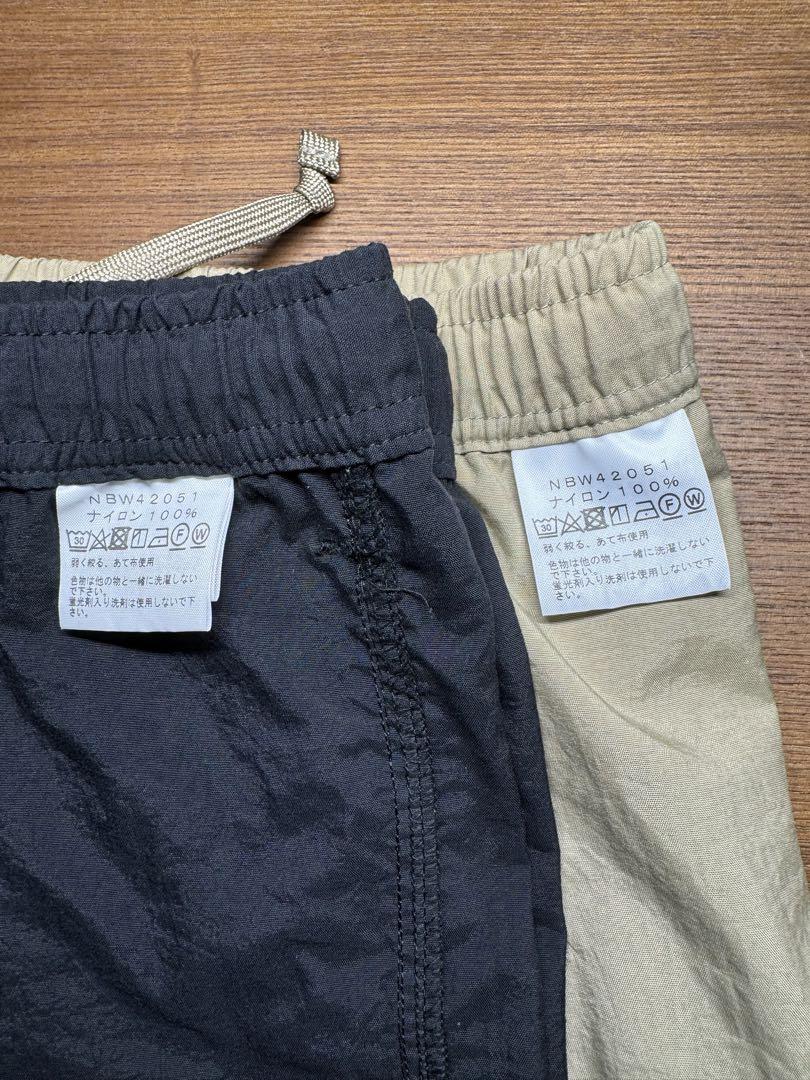 NBW42051
ナイロン100%
30 F W
弱く絞る、あて布使用
色物は他の物と一緒に洗濯しない
で下さい。
蛍光剤入り洗剤は使用しないで下
さい。
NBW42051
ナイロン100%
30 F W
弱く絞る、あて布使用
色物は他の物と一緒に洗濯しない
で下さい。
蛍光剤入り洗剤は使用しないで下
さい。